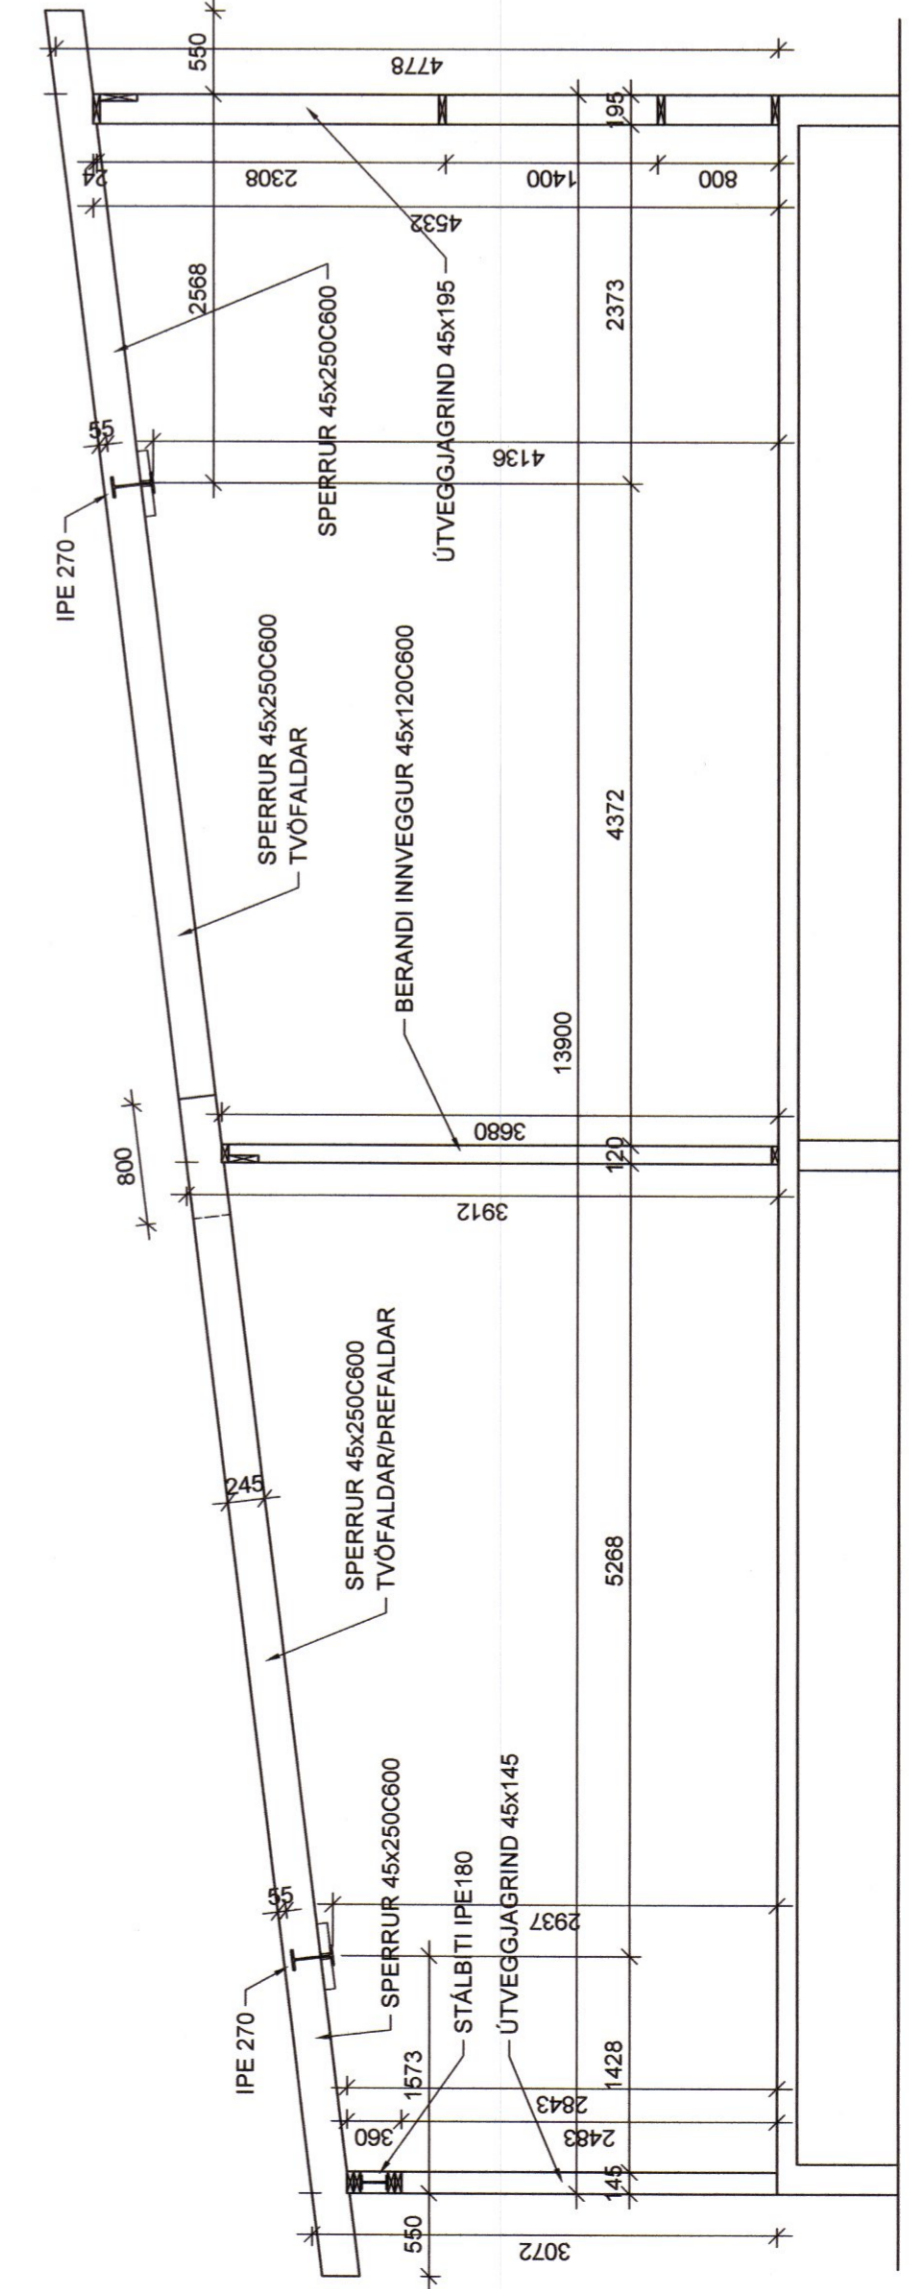 550
4778
195
24
2308
1400
800
4532
2568
2373
SPERRUR 45x250C600
ÚTVEGGJAGRIND 45x195
55
4136
IPE 270
SPERRUR 45x250C600
TVÖFALDAR
BERANDI INNVEGGUR 45x120C600
4372
13900
800
3680
120
3912
SPERRUR 45x250C600
TVÖFALDAR/ÞREFALDAR
245
5268
SPERRUR 45x250C600
STÁLBITI IPE180
ÚTVEGGJAGRIND 45x145
55
2937
IPE 270
1573
1428
2843
360
2483
145
550
3072